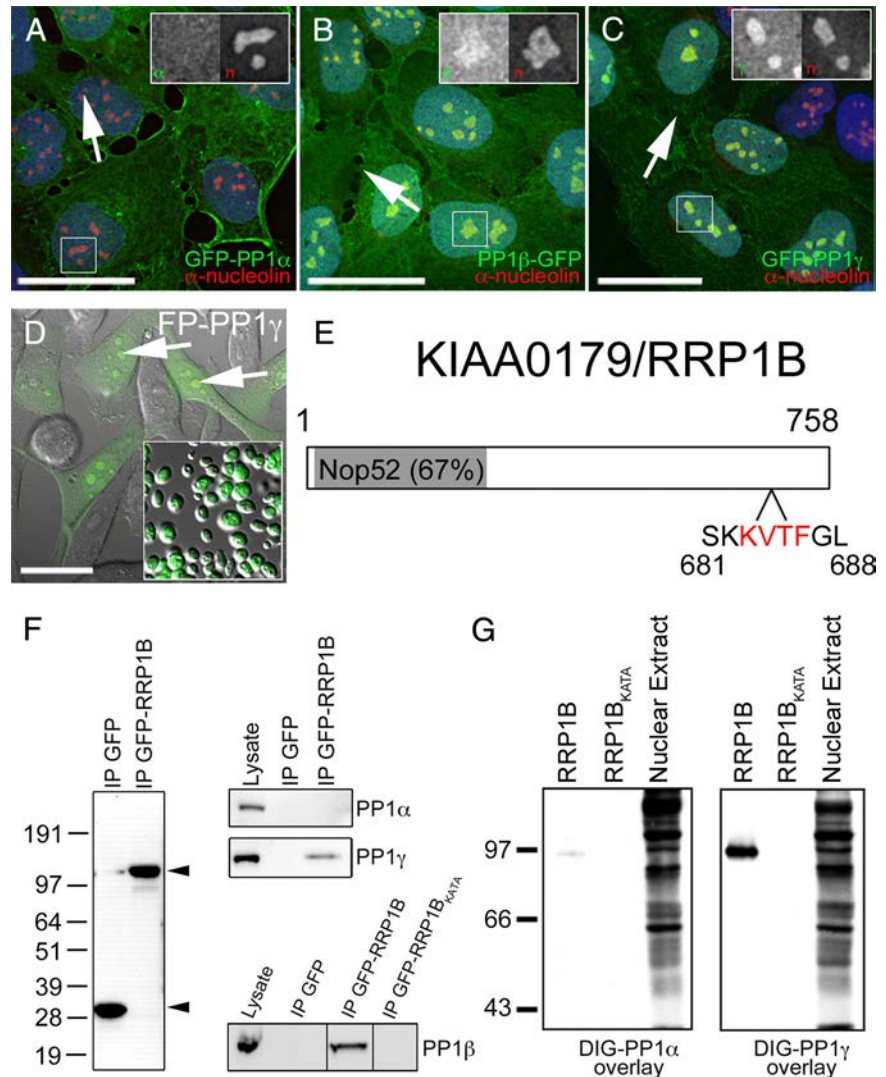 A
α
n
GFP-PP1α
α-nucleolin
B
n
PP1β-GFP
α-nucleolin
C
n
GFP-PP1γ
α-nucleolin
D
FP-PP1γ
E
KIAA0179/RRP1B
1
758
Nop52 (67%)
SKKVTFGL
681
688
F
IP GFP
IP GFP-RRP1B
191
97
64
51
39
28
19
Lysate
IP GFP
IP GFP-RRP1B
PP1α
PP1γ
Lysate
IP GFP
IP GFP-RRP1B
IP GFP-RRP1BKATA
PP1β
G
RRP1B
RRP1BKATA
Nuclear Extract
97
66
43
DIG-PP1α
overlay
RRP1B
RRP1BKATA
Nuclear Extract
DIG-PP1γ
overlay